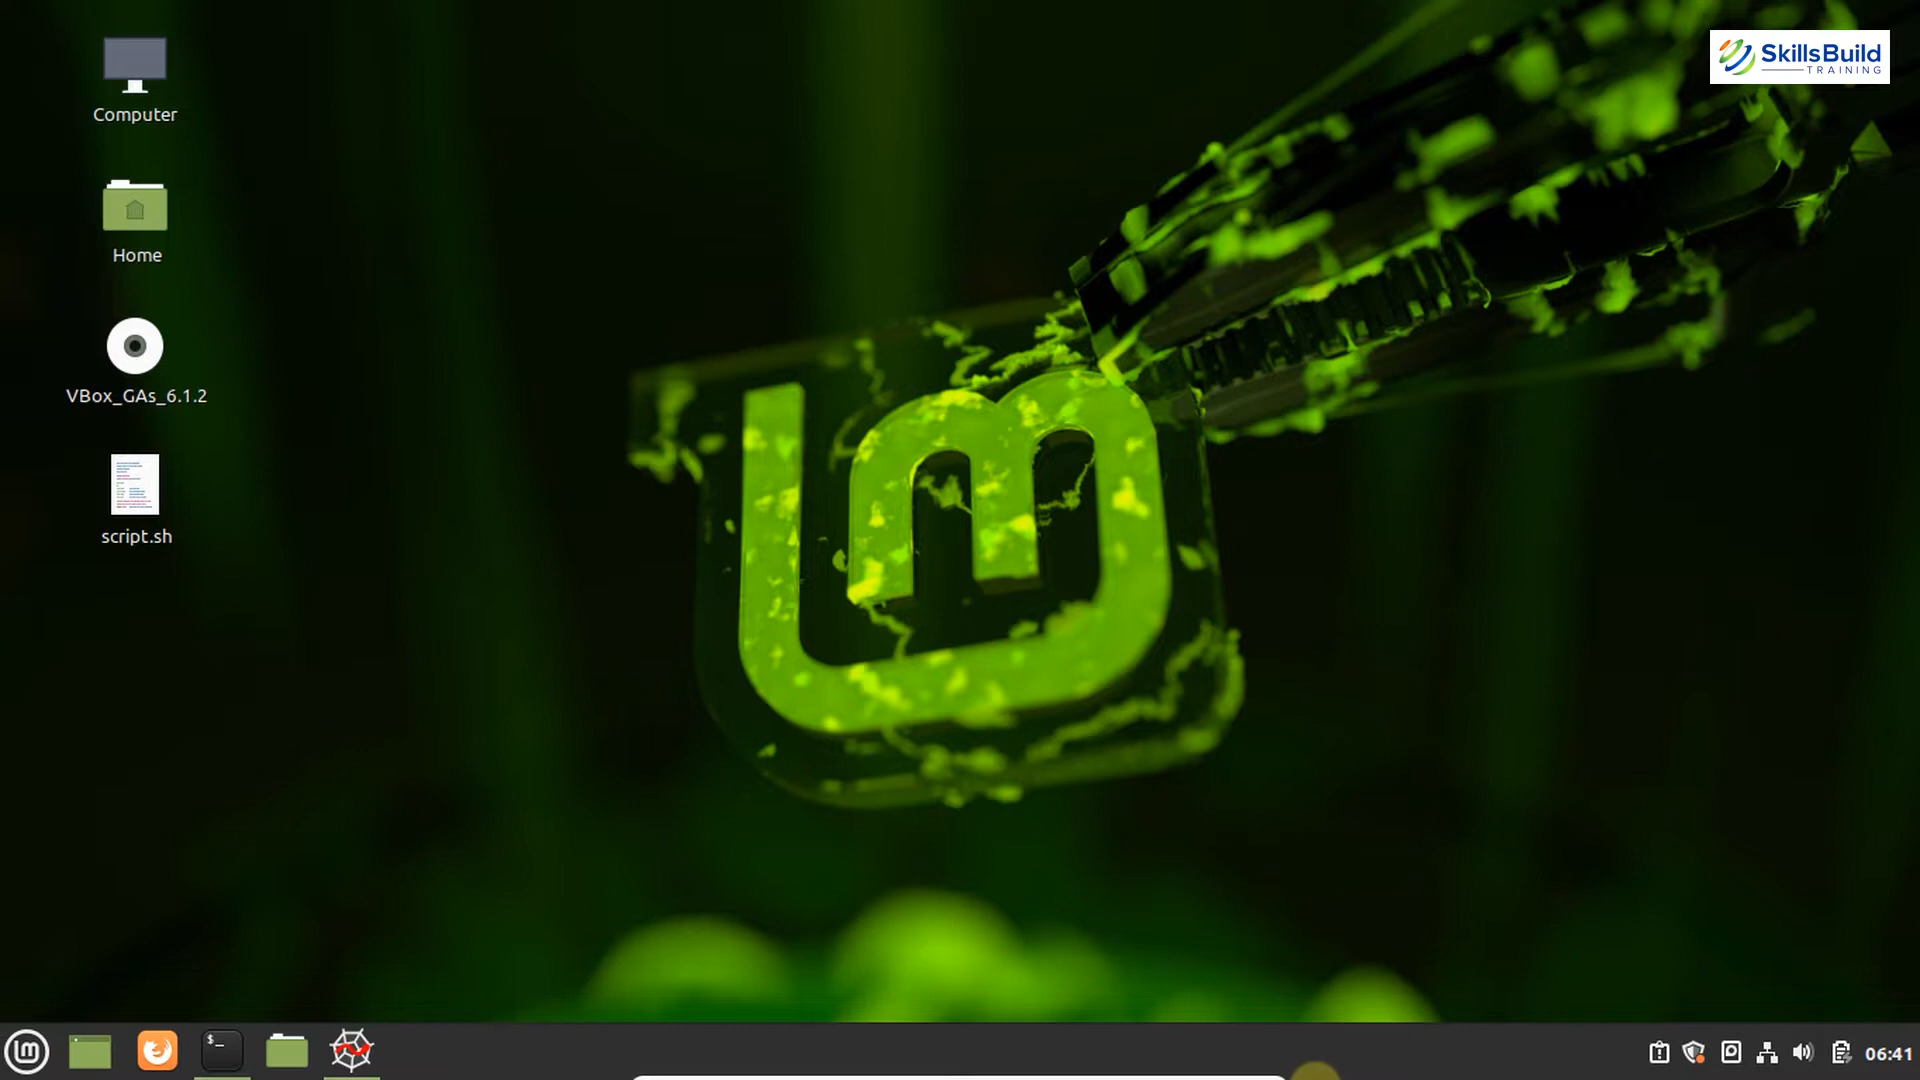 Computer
SkillsBuild
TRAINING
Home
VBox_GAs_6.1.2
script.sh
$_
06:41